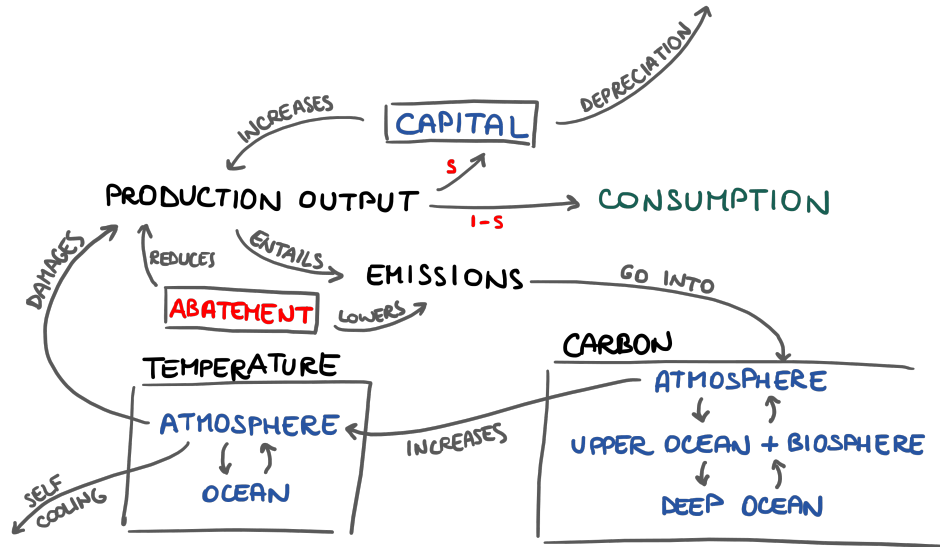 DEPRECIATION
INCREASES
CAPITAL
S
PRODUCTION OUTPUT
1-S
CONSUMPTION
DAMAGES
REDUCES
ENTAILS
EMISSIONS
GO INTO
ABATEMENT
LOWERS
TEMPERATURE
CARBON
ATMOSPHERE
ATMOSPHERE
INCREASES
UPPER OCEAN + BIOSPHERE
OCEAN
DEEP OCEAN
SELF
COOLING